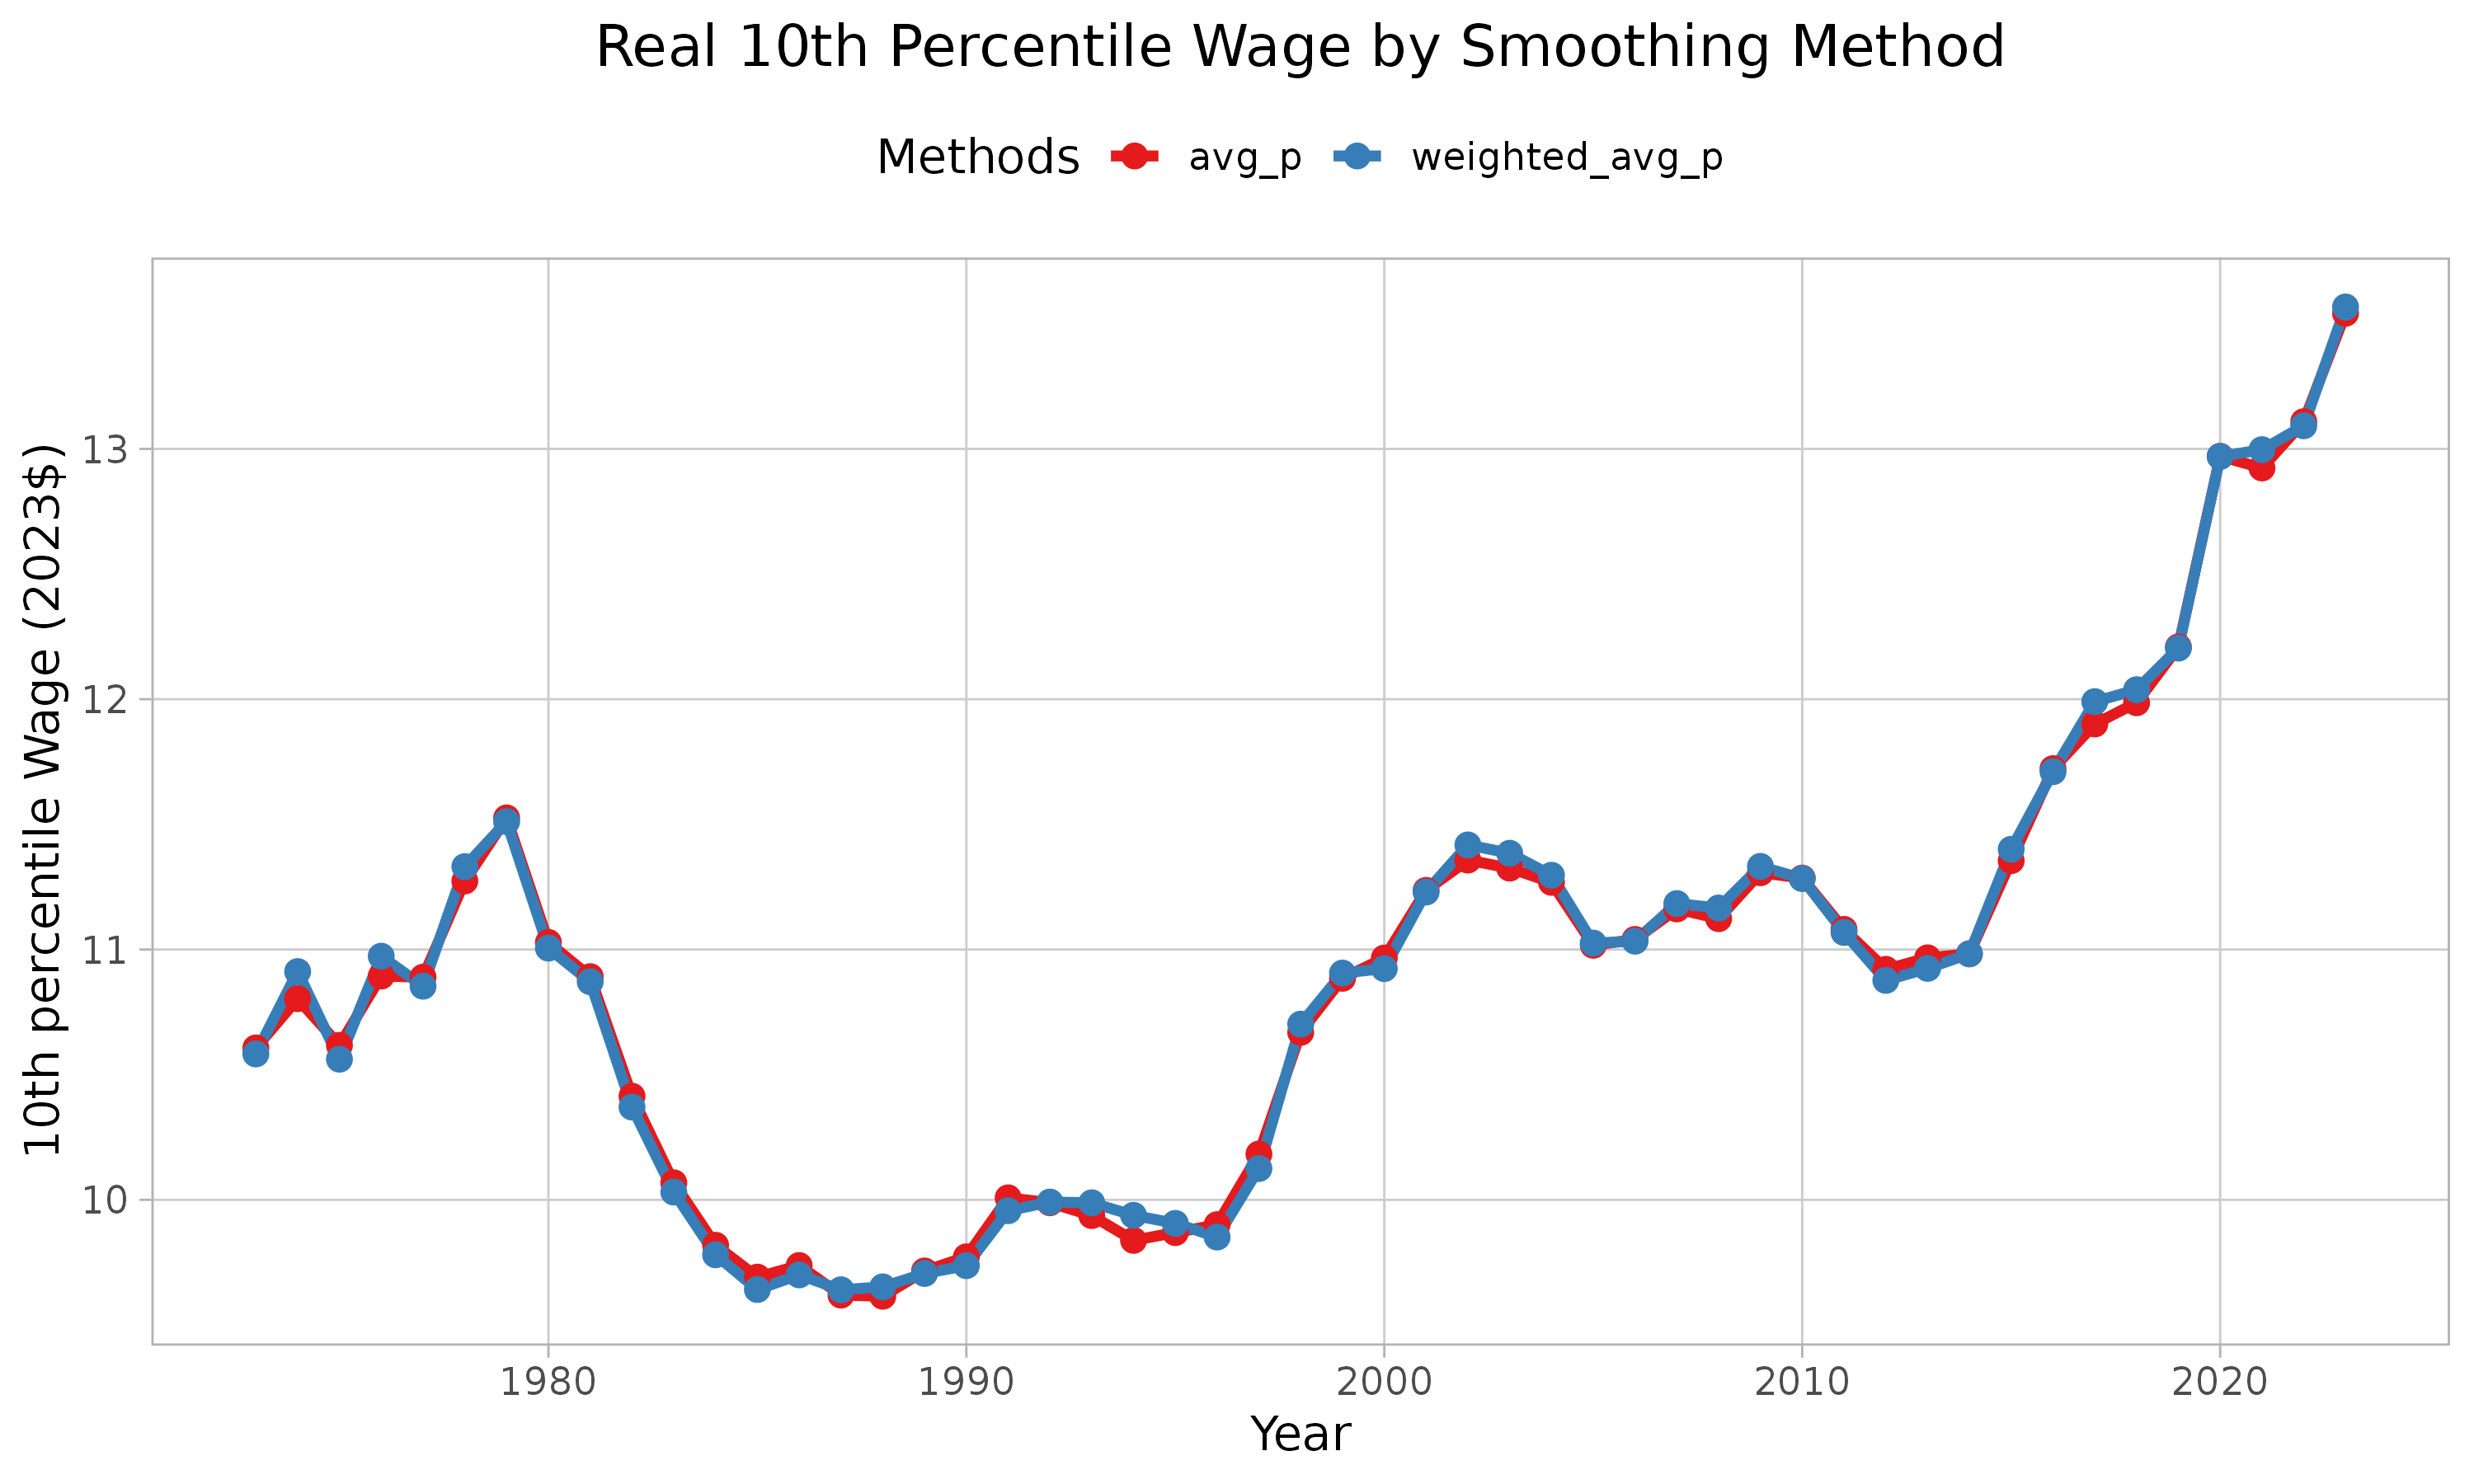 Real 10th Percentile Wage by Smoothing Method
Methods avg_p weighted_avg_p
10th percentile Wage (2023$)
13
12
11
10
1980 1990 2000 2010 2020
Year